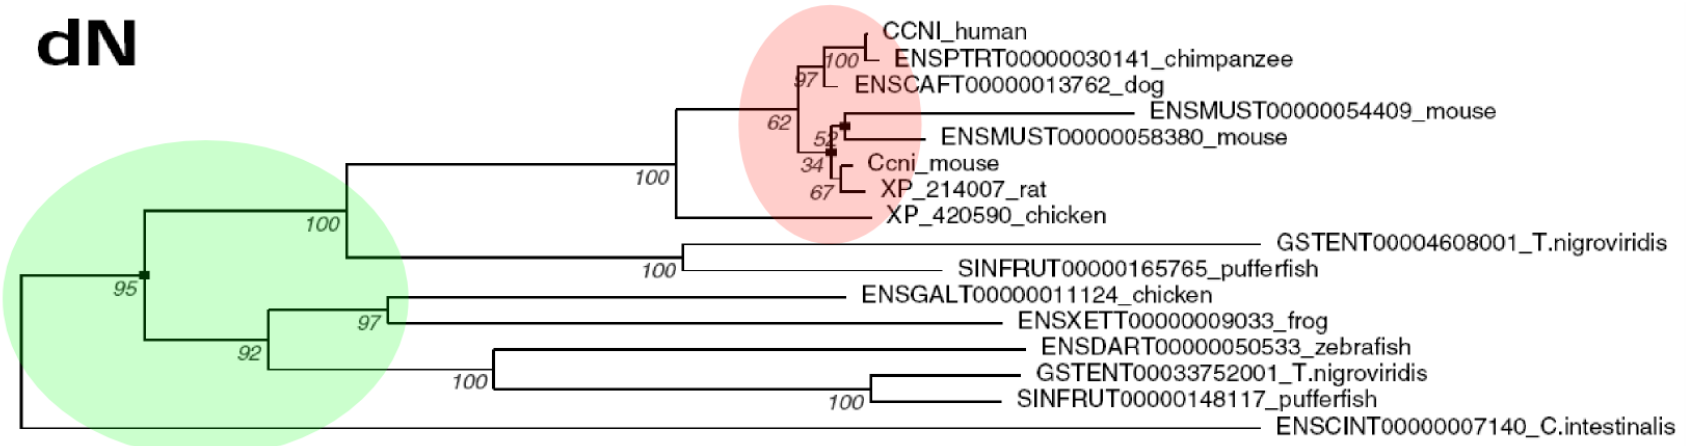 dN
CCNI_human
100
ENSPTRT00000030141_chimpanzee
97
ENSCAFT00000013762_dog
ENSMUST00000054409_mouse
62
52
ENSMUST00000058380_mouse
34
Ccni_mouse
100
67
XP_214007_rat
XP_420590_chicken
100
GSTENT00004608001_T.nigroviridis
100
SINFRUT00000165765_pufferfish
95
ENSGALT00000011124_chicken
97
ENSXETT00000009033_frog
92
ENSDART00000050533_zebrafish
100
GSTENT00033752001_T.nigroviridis
100
SINFRUT00000148117_pufferfish
ENSCINT00000007140_C.intestinalis